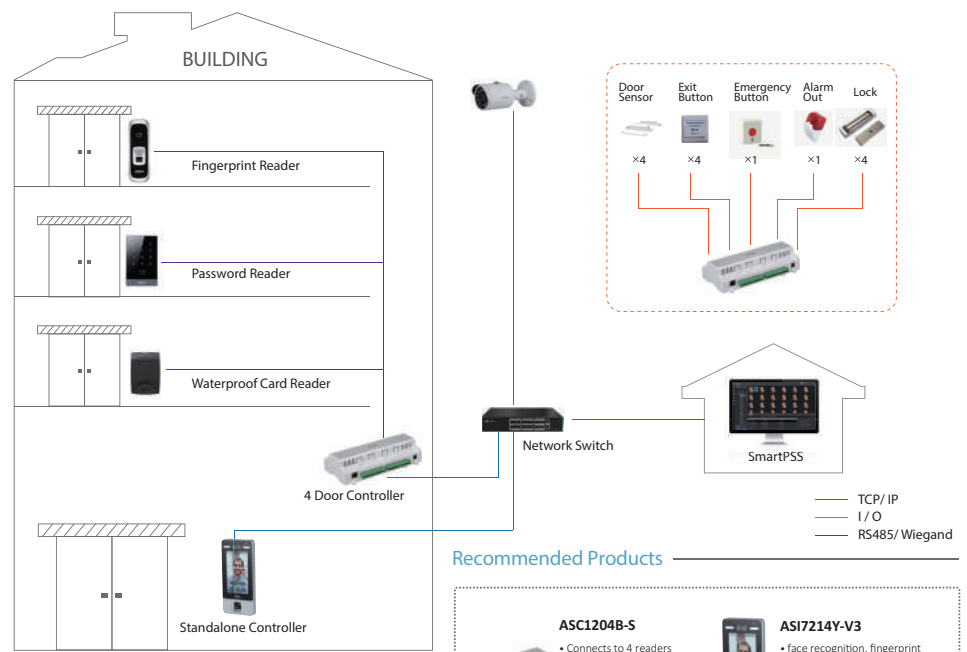 BUILDING
Fingerprint Reader
Password Reader
Waterproof Card Reader
4 Door Controller
Standalone Controller
Door
Sensor
Exit
Button
Emergency
Button
Alarm
Out
Lock
×4
×4
×1
×1
×4
Network Switch
SmartPSS
TCP/ IP
I / O
RS485/ Wiegand
Recommended Products
ASC1204B-S
• Connects to 4 readers
ASI7214Y-V3
• face recognition, fingerprint